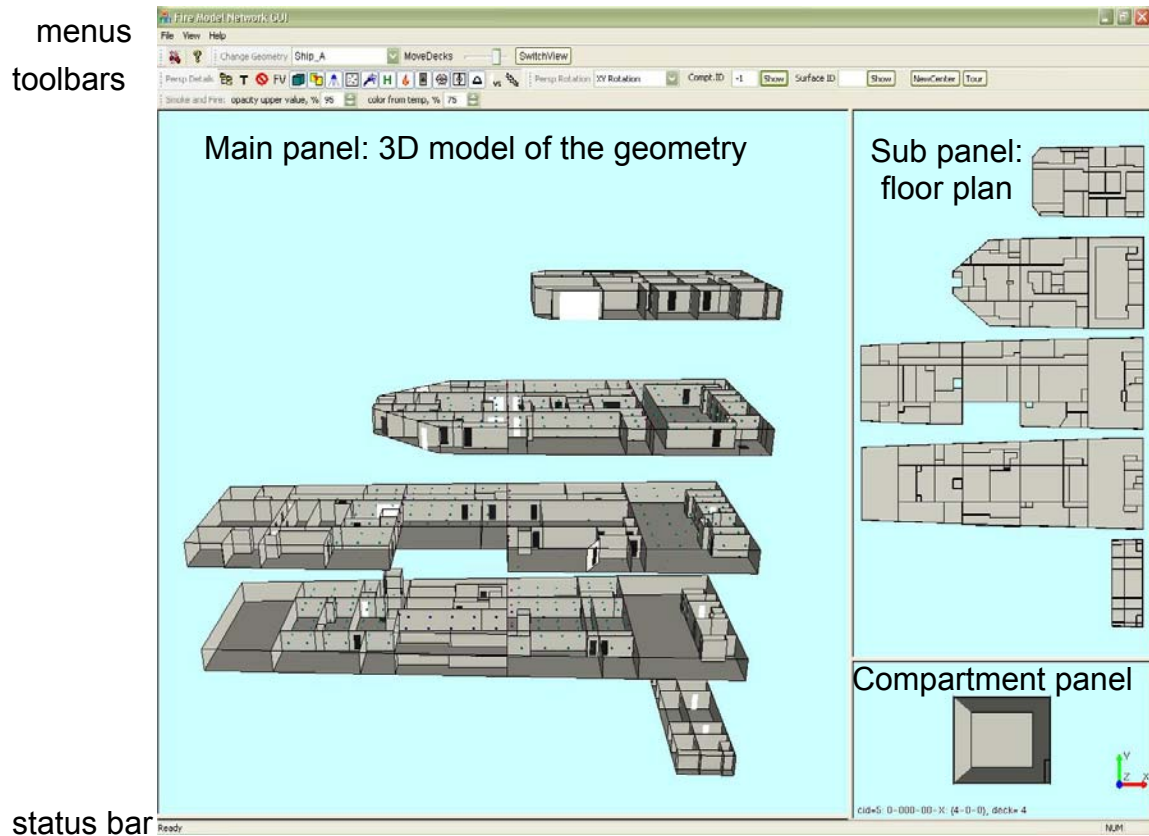 Fire Model Network GUI
menus
File View Help
Change Geometry Ship_A MoveDecks SwitchView
toolbars
Persp Details T FV H vs Persp Rotation XY Rotation Compt.ID -1 Show Surface ID Show NewCenter Tour
Smoke and Fire: opacity upper value, % 95 color from temp, % 75
Main panel: 3D model of the geometry
Sub panel:
floor plan
Compartment panel
Y
Z X
cid=5: 0-000-00-X: (4-0-0), deck= 4
status bar
Ready NUM